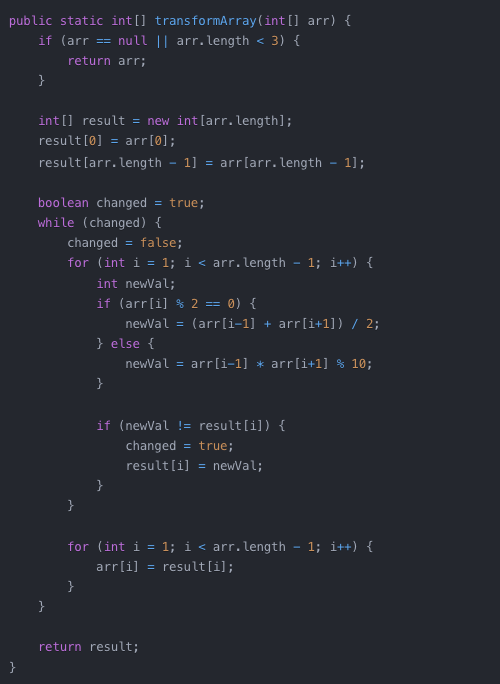 public static int[] transformArray(int[] arr) {
    if (arr == null || arr.length < 3) {
        return arr;
    }

    int[] result = new int[arr.length];
    result[0] = arr[0];
    result[arr.length - 1] = arr[arr.length - 1];

    boolean changed = true;
    while (changed) {
        changed = false;
        for (int i = 1; i < arr.length - 1; i++) {
            int newVal;
            if (arr[i] % 2 == 0) {
                newVal = (arr[i-1] + arr[i+1]) / 2;
            } else {
                newVal = arr[i-1] * arr[i+1] % 10;
            }

            if (newVal != result[i]) {
                changed = true;
                result[i] = newVal;
            }
        }

        for (int i = 1; i < arr.length - 1; i++) {
            arr[i] = result[i];
        }
    }

    return result;
}